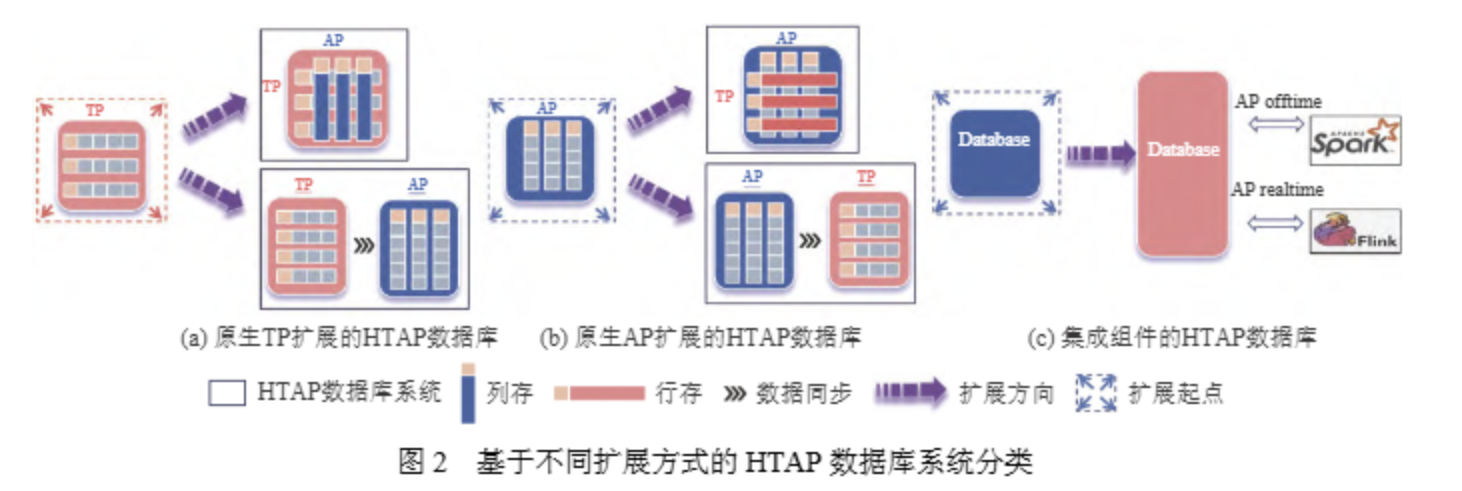 AP
TP
TP
TP
AP
AP
AP
TP
AP
TP
Database
Database
AP offtime
APACHE
Spark
AP realtime
Flink
(a) 原生TP扩展的HTAP数据库
(b) 原生AP扩展的HTAP数据库
(c) 集成组件的HTAP数据库
HTAP数据库系统 列存 行存 数据同步 扩展方向 扩展起点
图 2 基于不同扩展方式的 HTAP 数据库系统分类